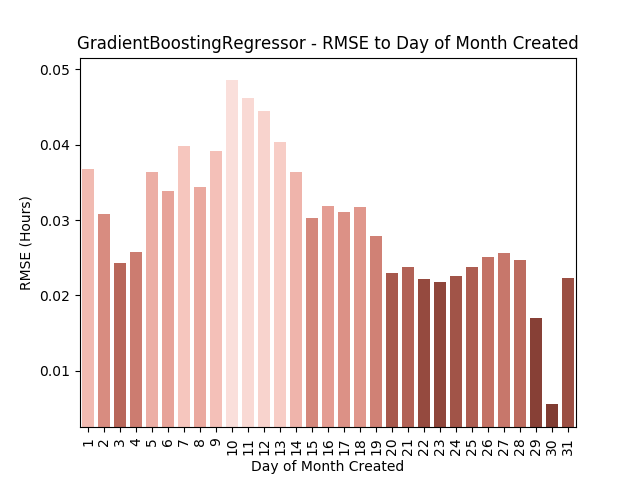 GradientBoostingRegressor - RMSE to Day of Month Created
0.05
0.04
0.03
0.02
0.01
RMSE (Hours)
1 2 3 4 5 6 7 8 9 10 11 12 13 14 15 16 17 18 19 20 21 22 23 24 25 26 27 28 29 30 31
Day of Month Created